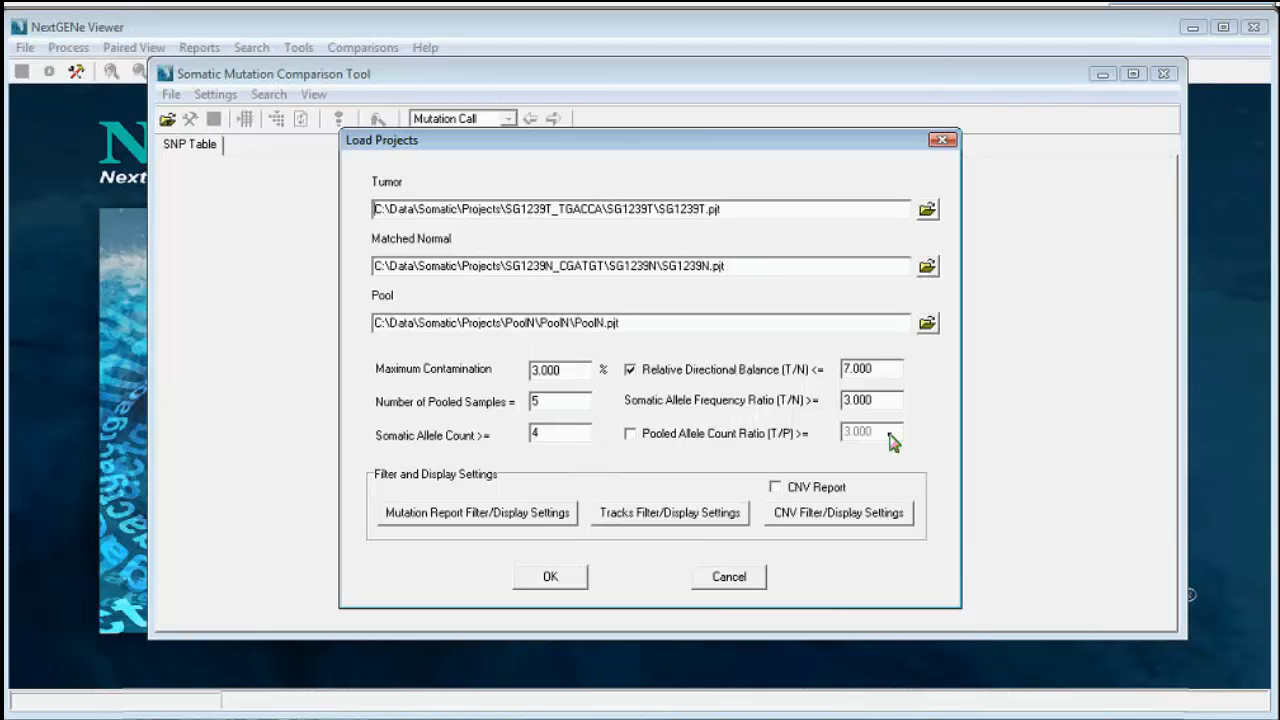 NextGENe Viewer
File Process Paired View Reports Search Tools Comparisons Help
Somatic Mutation Comparison Tool
File Settings Search View
Mutation Call
SNP Table
Load Projects
Tumor
C:\Data\Somatic\Projects\SG1239T_TGACCA\SG1239T\SG1239T.pjt
Matched Normal
C:\Data\Somatic\Projects\SG1239N_CGATGT\SG1239N\SG1239N.pjt
Pool
C:\Data\Somatic\Projects\PoolN\PoolN\PoolN.pjt
Maximum Contamination 3.000 % Relative Directional Balance (T/N) <= 7.000
Number of Pooled Samples = 5 Somatic Allele Frequency Ratio (T/N) >= 3.000
Somatic Allele Count >= 4 Pooled Allele Count Ratio (T/P) >= 3.000
Filter and Display Settings
CNV Report
Mutation Report Filter/Display Settings Tracks Filter/Display Settings CNV Filter/Display Settings
OK Cancel
N
Next